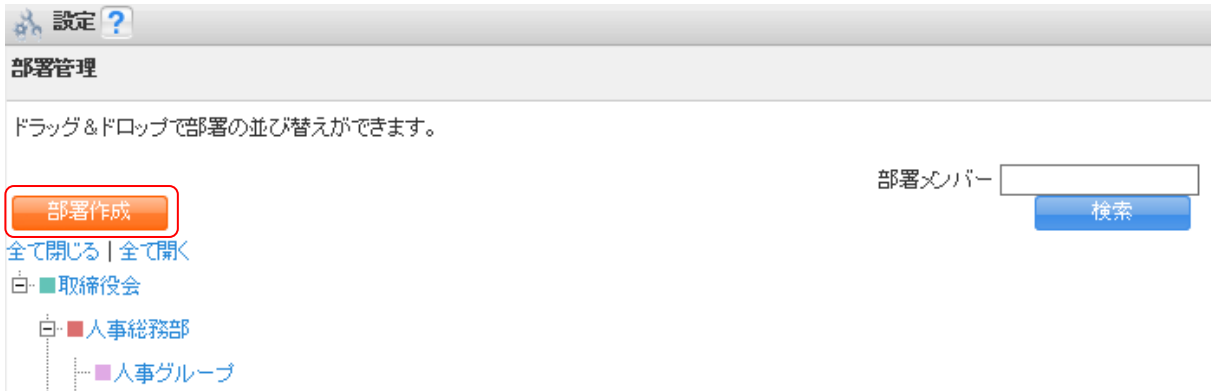 設定 ?
部署管理
ドラッグ&ドロップで部署の並び替えができます。
部署メンバー
部署作成
検索
全て閉じる | 全て開く
取締役会
人事総務部
人事グループ